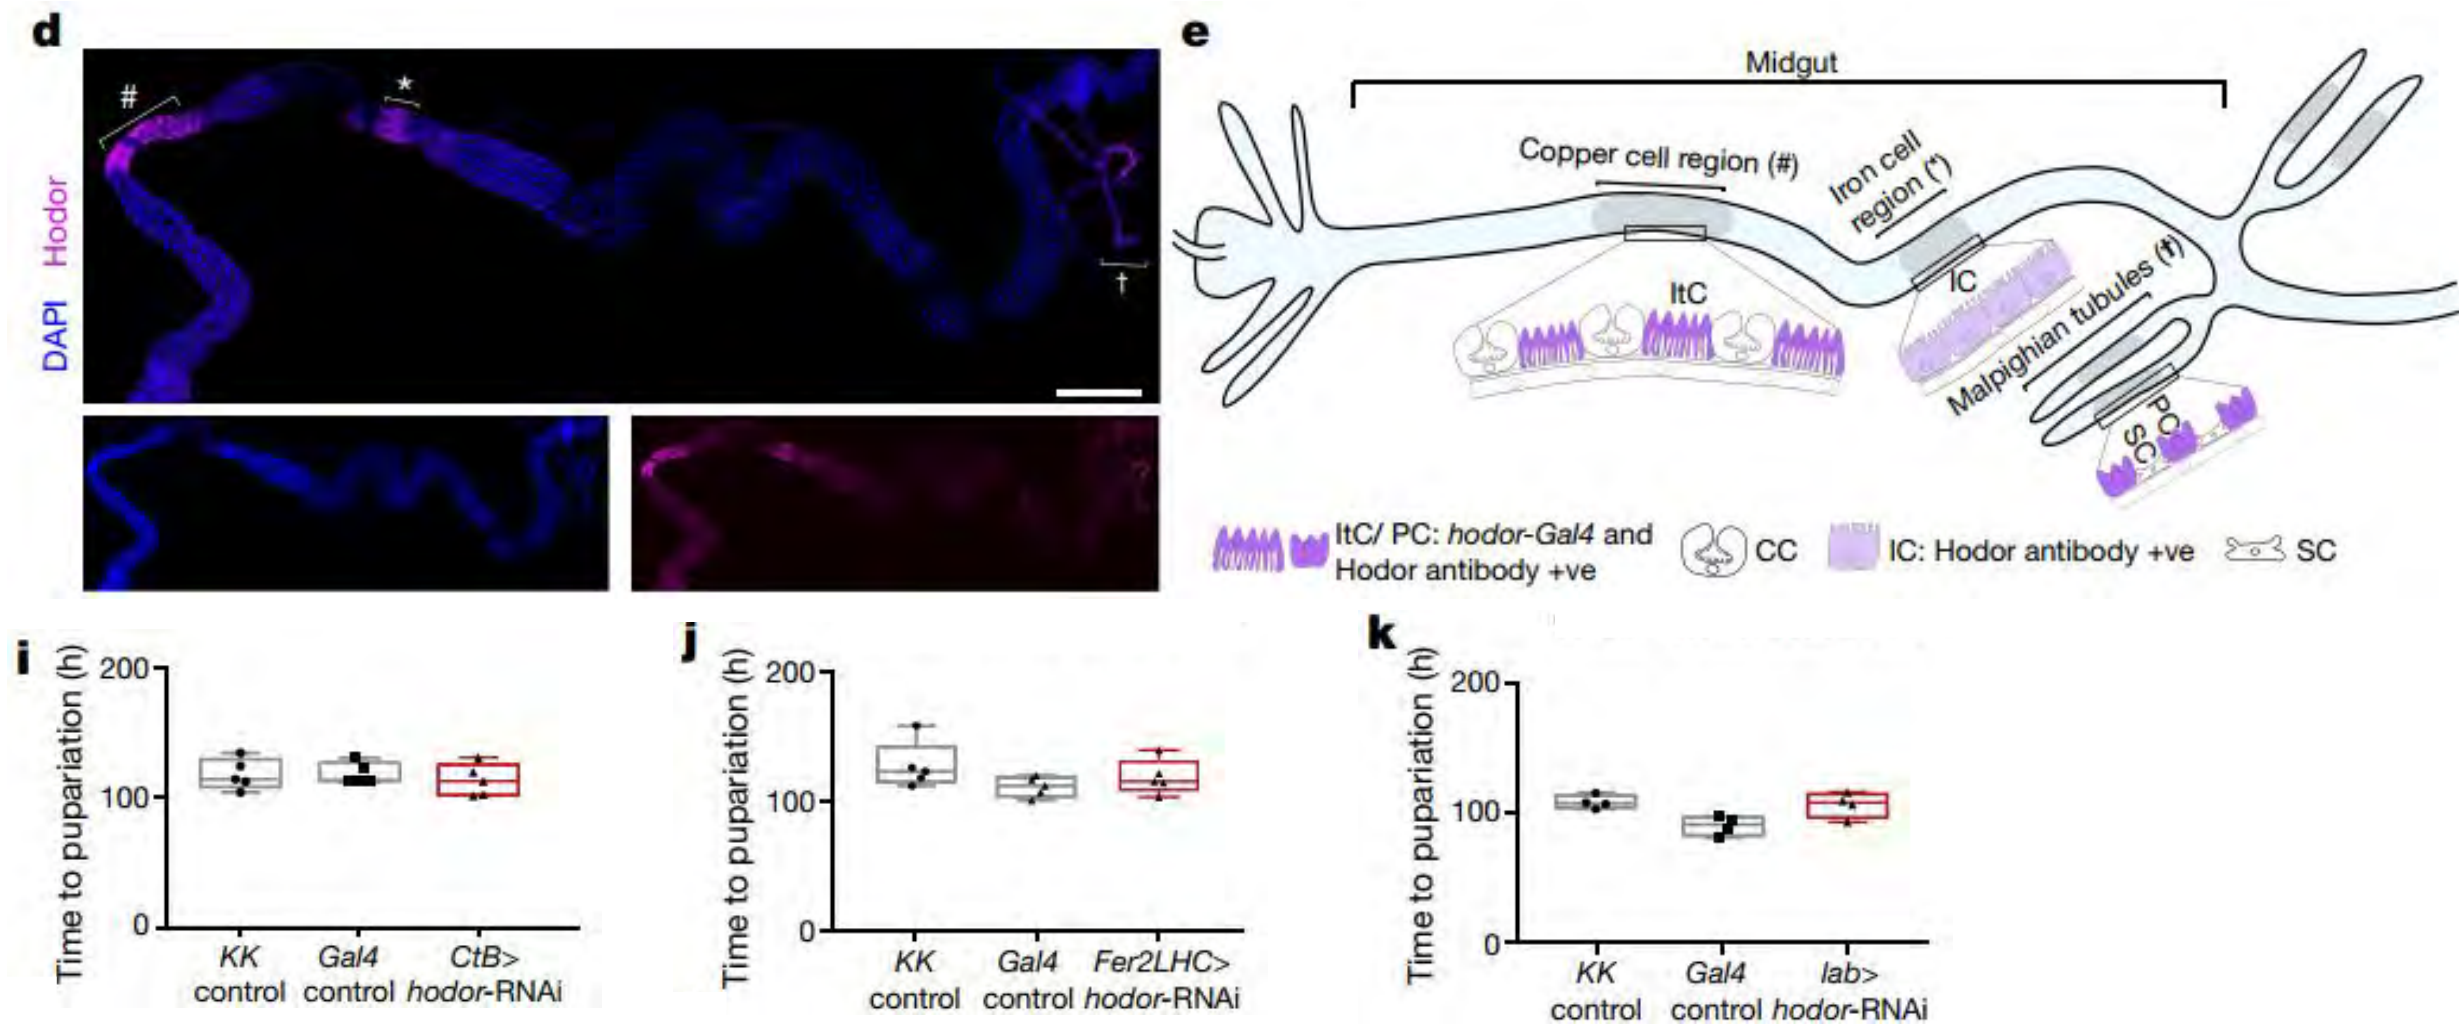 d
#
*
†
DAPI Hodor
e
Midgut
Copper cell region (#)
Iron cell
region (*)
ItC
IC
Malpighian tubules (†)
PC
SC
ItC/ PC: hodor-Gal4 and
Hodor antibody +ve
CC
IC: Hodor antibody +ve
SC
i
Time to pupariation (h)
200
100
0
KK
control
Gal4
control
CtB>
hodor-RNAi
j
Time to pupariation (h)
200
100
0
KK
control
Gal4
control
Fer2LHC>
hodor-RNAi
k
Time to pupariation (h)
200
100
0
KK
control
Gal4
control
lab>
hodor-RNAi